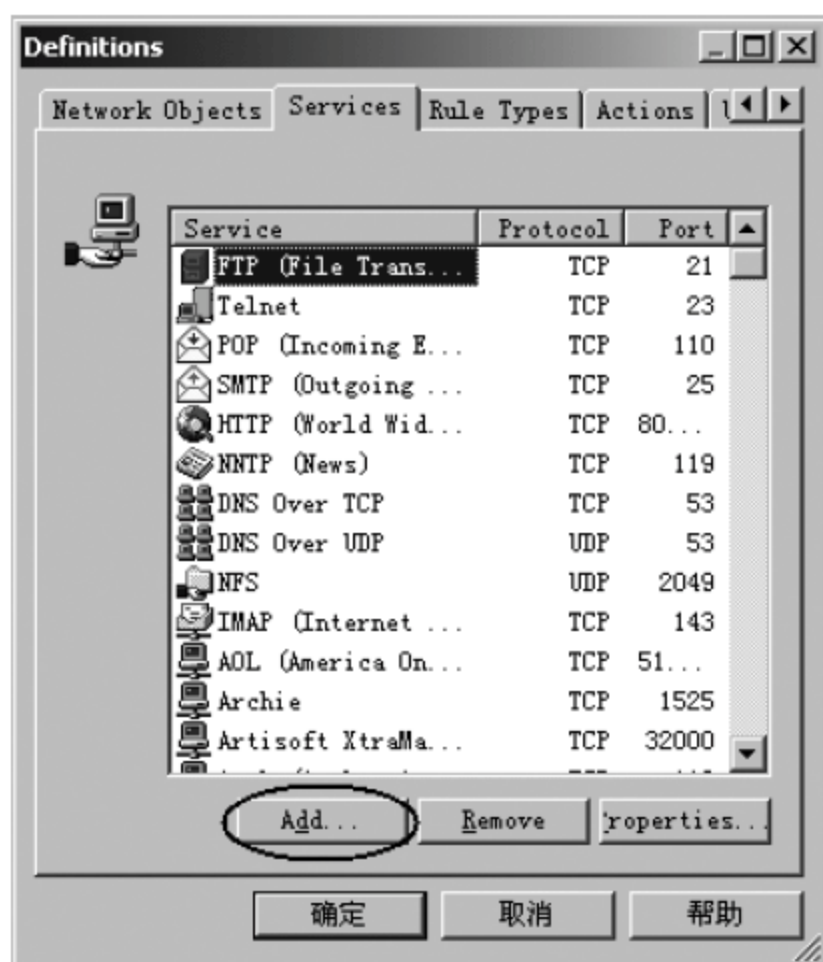 Definitions
Network Objects Services Rule Types Actions
Service Protocol Port
FTP (File Trans... TCP 21
Telnet TCP 23
POP (Incoming E... TCP 110
SMTP (Outgoing ... TCP 25
HTTP (World Wid... TCP 80...
NNTP (News) TCP 119
DNS Over TCP TCP 53
DNS Over UDP UDP 53
NFS UDP 2049
IMAP (Internet ... TCP 143
AOL (America On... TCP 51...
Archie TCP 1525
Artisoft XtraMa... TCP 32000
Add... Remove roperties...
确定 取消 帮助